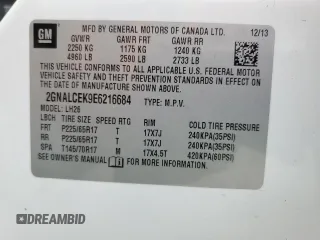 GM
MFD BY GENERAL MOTORS OF CANADA LTD. 12/13
GVWR GAWR FRT GAWR RR
2250 KG 1175 KG 1240 KG
4960 LB 2590 LB 2733 LB
THIS VEHICLE CONFORMS TO ALL APPLICABLE U.S. FEDERAL
MOTOR VEHICLE SAFETY, BUMPER, AND THEFT PREVENTION
STANDARDS IN EFFECT ON THE DATE OF MANUFACTURE SHOWN ABOVE.
2GNALCEK9E6216684 TYPE: M.P.V.
MODEL: LH26
LBCH TIRE SIZE SPEED RTG RIM COLD TIRE PRESSURE
FRT P225/65R17 T 17X7J 240KPA(35PSI)
RR P225/65R17 T 17X7J 240KPA(35PSI)
SPA T145/70R17 M 17X4.5T 420KPA(60PSI)
SEE OWNER'S MANUAL FOR ADDITIONAL INFORMATION.
DREAMBID